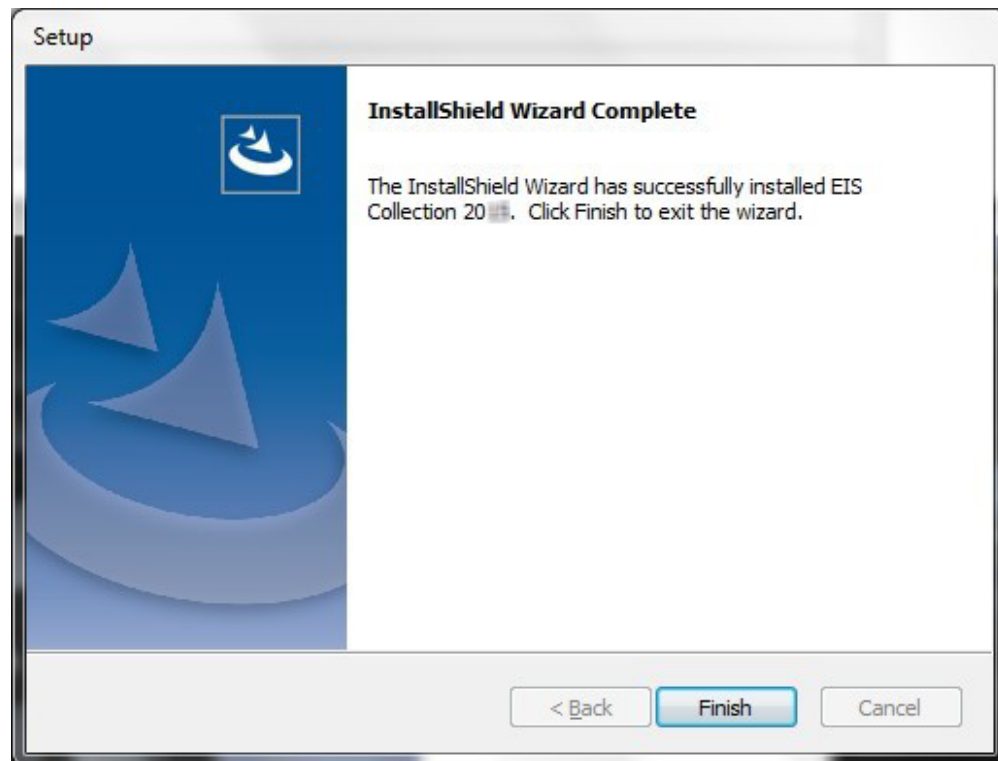 Setup
InstallShield Wizard Complete
The InstallShield Wizard has successfully installed EIS
Collection 20 . Click Finish to exit the wizard.
< Back
Finish
Cancel